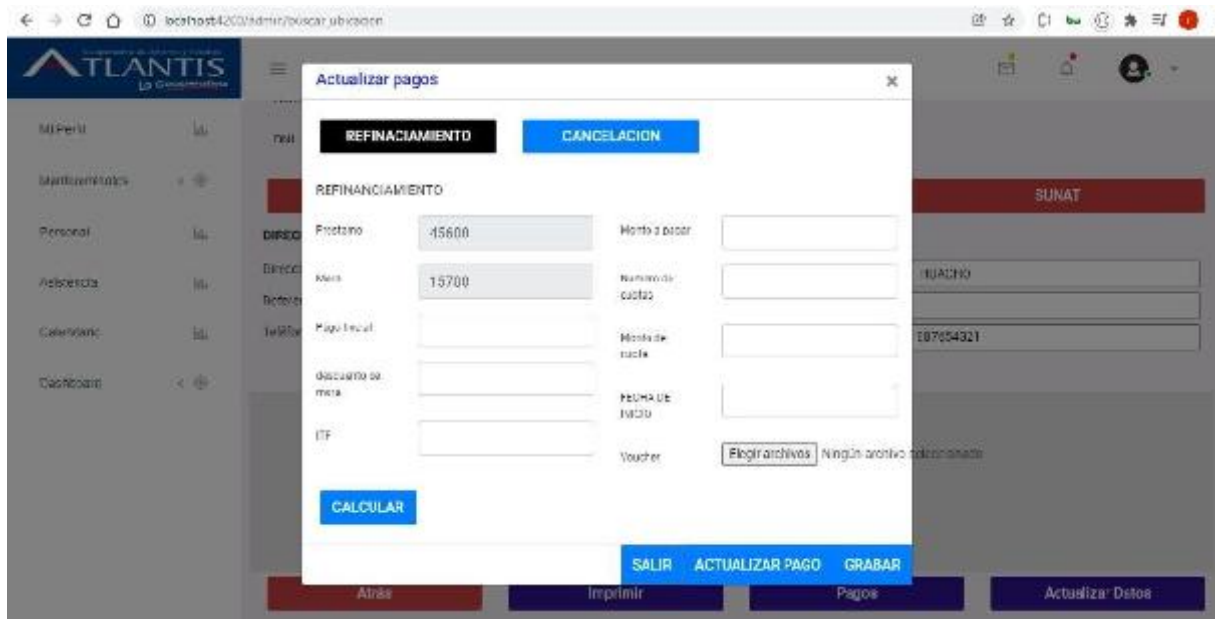 localhost:4200/admin/buscar-ubicacion
ATLANTIS
Actualizar pagos
×
Mi Perfil
Personal
Asistencia
Calendario
Dashboard
REFINACIAMIENTO
CANCELACION
REFINANCIAMIENTO
SUNAT
Prestamo
45600
Monto a pagar
Mora
15700
Numero de
cuotas
HUACHO
Pago Inicial
Monto de
cuota
987654321
descuento de
mora
FECHA DE
INICIO
ITF
Voucher
Elegir archivos
Ningún archivo seleccionado
CALCULAR
SALIR
ACTUALIZAR PAGO
GRABAR
Atrás
Imprimir
Pagos
Actualizar Datos